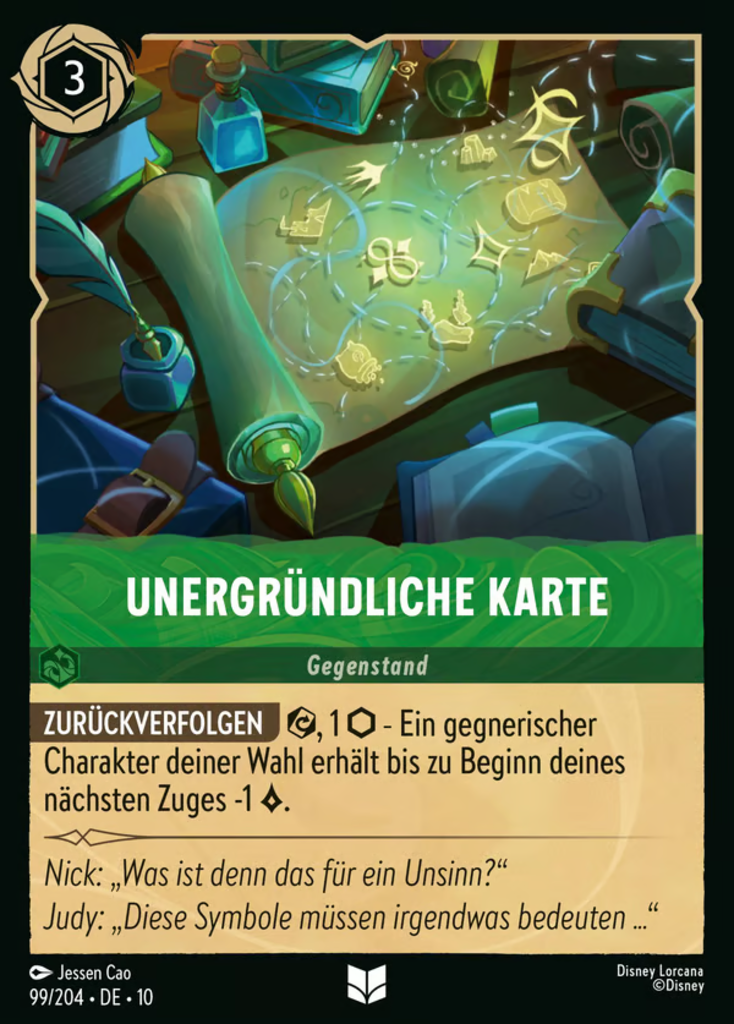 3
UNERGRÜNDLICHE KARTE
Gegenstand
ZURÜCKVERFOLGEN , 1 - Ein gegnerischer
Charakter deiner Wahl erhält bis zu Beginn deines
nächsten Zuges -1 .
Nick: „Was ist denn das für ein Unsinn?“
Judy: „Diese Symbole müssen irgendwas bedeuten ...“
Jessen Cao
99/204 • DE • 10
Disney Lorcana
©Disney